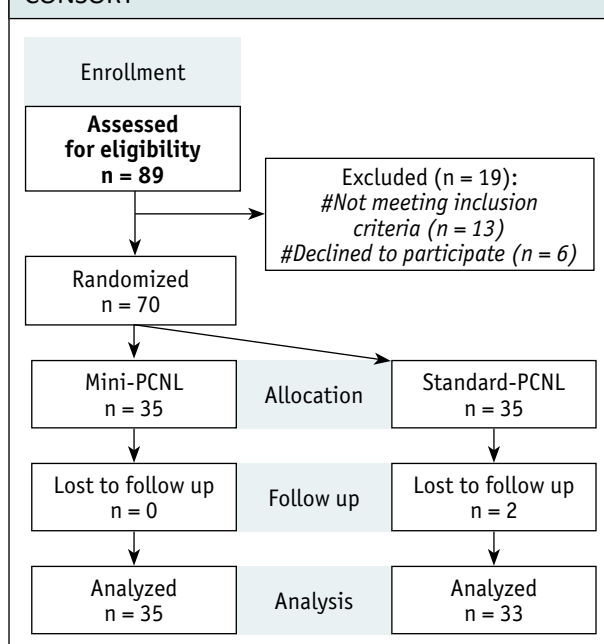 Enrollment
Assessed
for eligibility
n = 89
Excluded (n = 19):
#Not meeting inclusion
criteria (n = 13)
#Declined to participate (n = 6)
Randomized
n = 70
Mini-PCNL
n = 35
Allocation
Standard-PCNL
n = 35
Lost to follow up
n = 0
Follow up
Lost to follow up
n = 2
Analyzed
n = 35
Analysis
Analyzed
n = 33